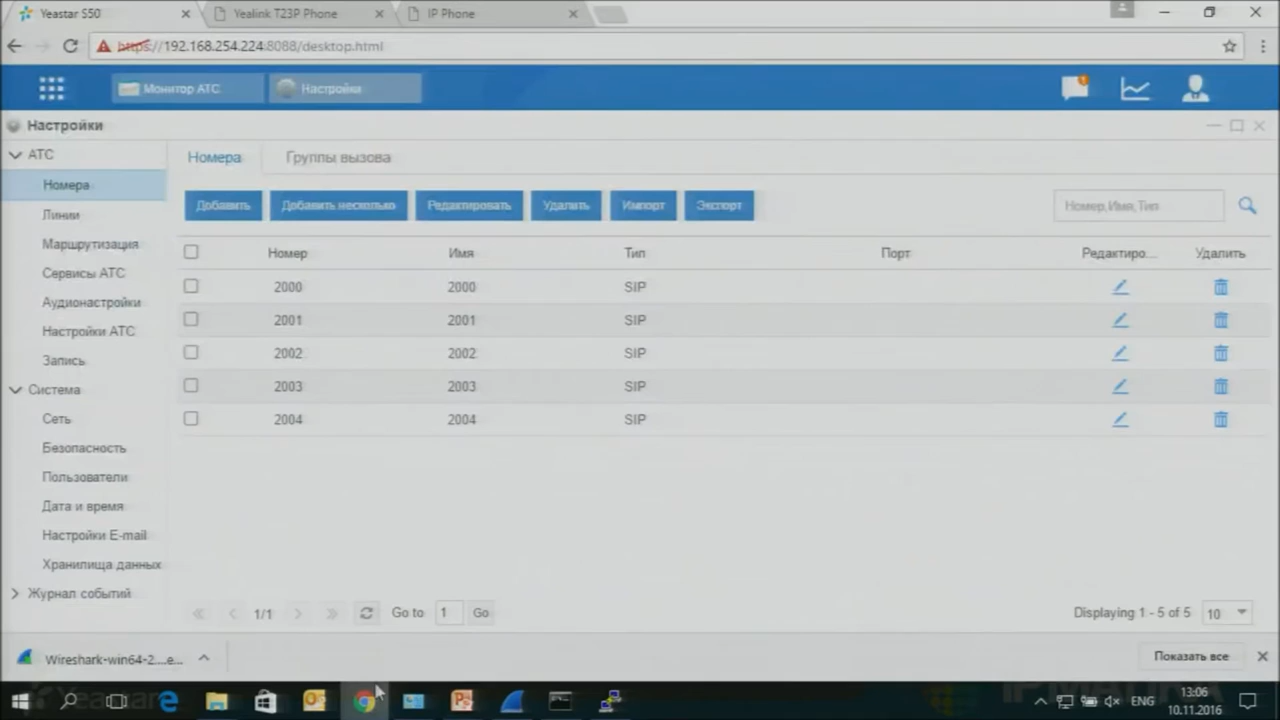 Yeastar S50
Yealink T23P Phone
IP Phone
https://192.168.254.224:8088/desktop.html
Монитор АТС
Настройки
Настройки
АТС
Номера
Линии
Маршрутизация
Сервисы АТС
Аудионастройки
Настройки АТС
Запись
Система
Сеть
Безопасность
Пользователи
Дата и время
Настройки E-mail
Хранилища данных
Журнал событий
Номера Группы вызова
Добавить Добавить несколько Редактировать Удалить Импорт Экспорт Номер,Имя,Тип
Номер Имя Тип Порт Редактиро... Удалить
2000 2000 SIP
2001 2001 SIP
2002 2002 SIP
2003 2003 SIP
2004 2004 SIP
1/1 Go to 1 Go Displaying 1 - 5 of 5 10
Wireshark-win64-2....e... Показать все
Yeastar
ENG
13:06
10.11.2016